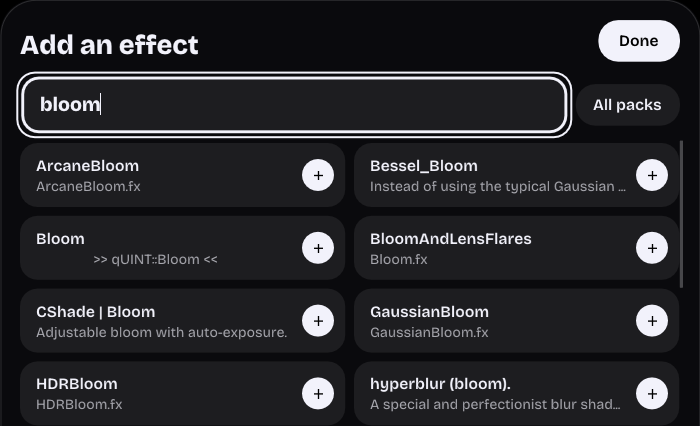 Add an effect
Done
bloom
All packs
ArcaneBloom
ArcaneBloom.fx
Bessel_Bloom
Instead of using the typical Gaussian ...
Bloom
>> qUINT::Bloom <<
BloomAndLensFlares
Bloom.fx
CShade | Bloom
Adjustable bloom with auto-exposure.
GaussianBloom
GaussianBloom.fx
HDRBloom
HDRBloom.fx
hyperblur (bloom).
A special and perfectionist blur shad...